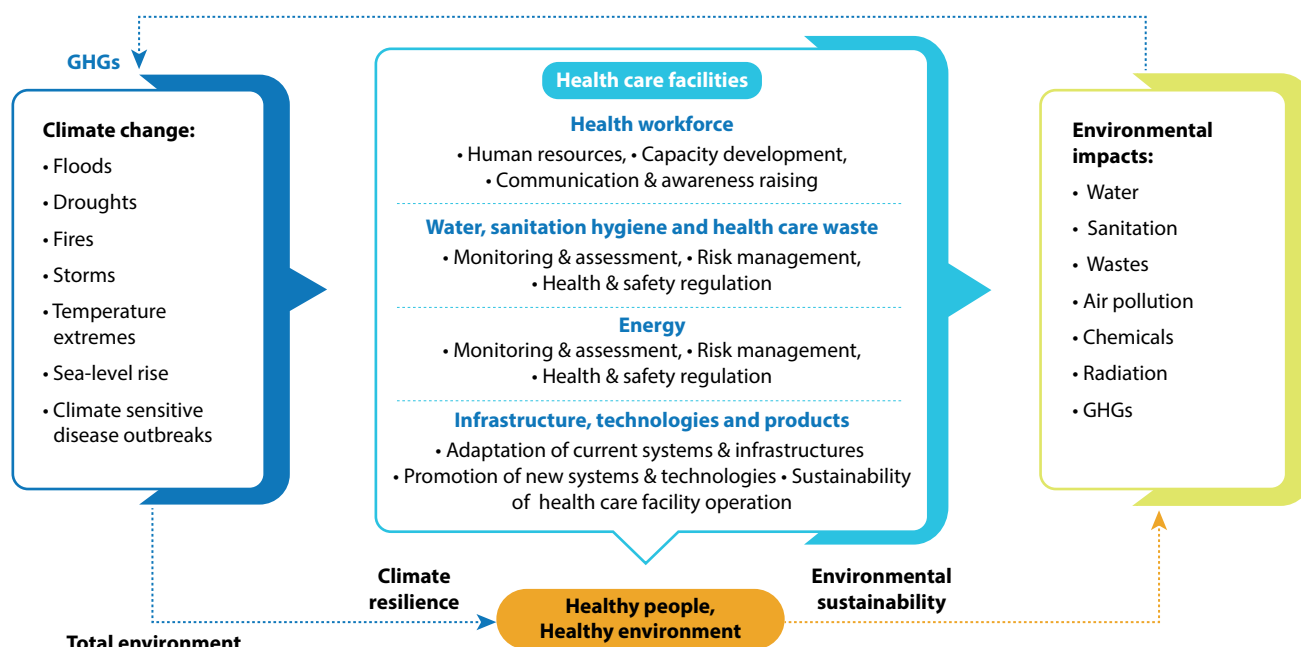 GHGs
Climate change:
• Floods
• Droughts
• Fires
• Storms
• Temperature
extremes
• Sea-level rise
• Climate sensitive
disease outbreaks
Health care facilities
Health workforce
• Human resources, • Capacity development,
• Communication & awareness raising
Water, sanitation hygiene and health care waste
• Monitoring & assessment, • Risk management,
• Health & safety regulation
Energy
• Monitoring & assessment, • Risk management,
• Health & safety regulation
Infrastructure, technologies and products
• Adaptation of current systems & infrastructures
• Promotion of new systems & technologies • Sustainability
of health care facility operation
Environmental
impacts:
• Water
• Sanitation
• Wastes
• Air pollution
• Chemicals
• Radiation
• GHGs
Climate
resilience
Healthy people,
Healthy environment
Environmental
sustainability
Total environment